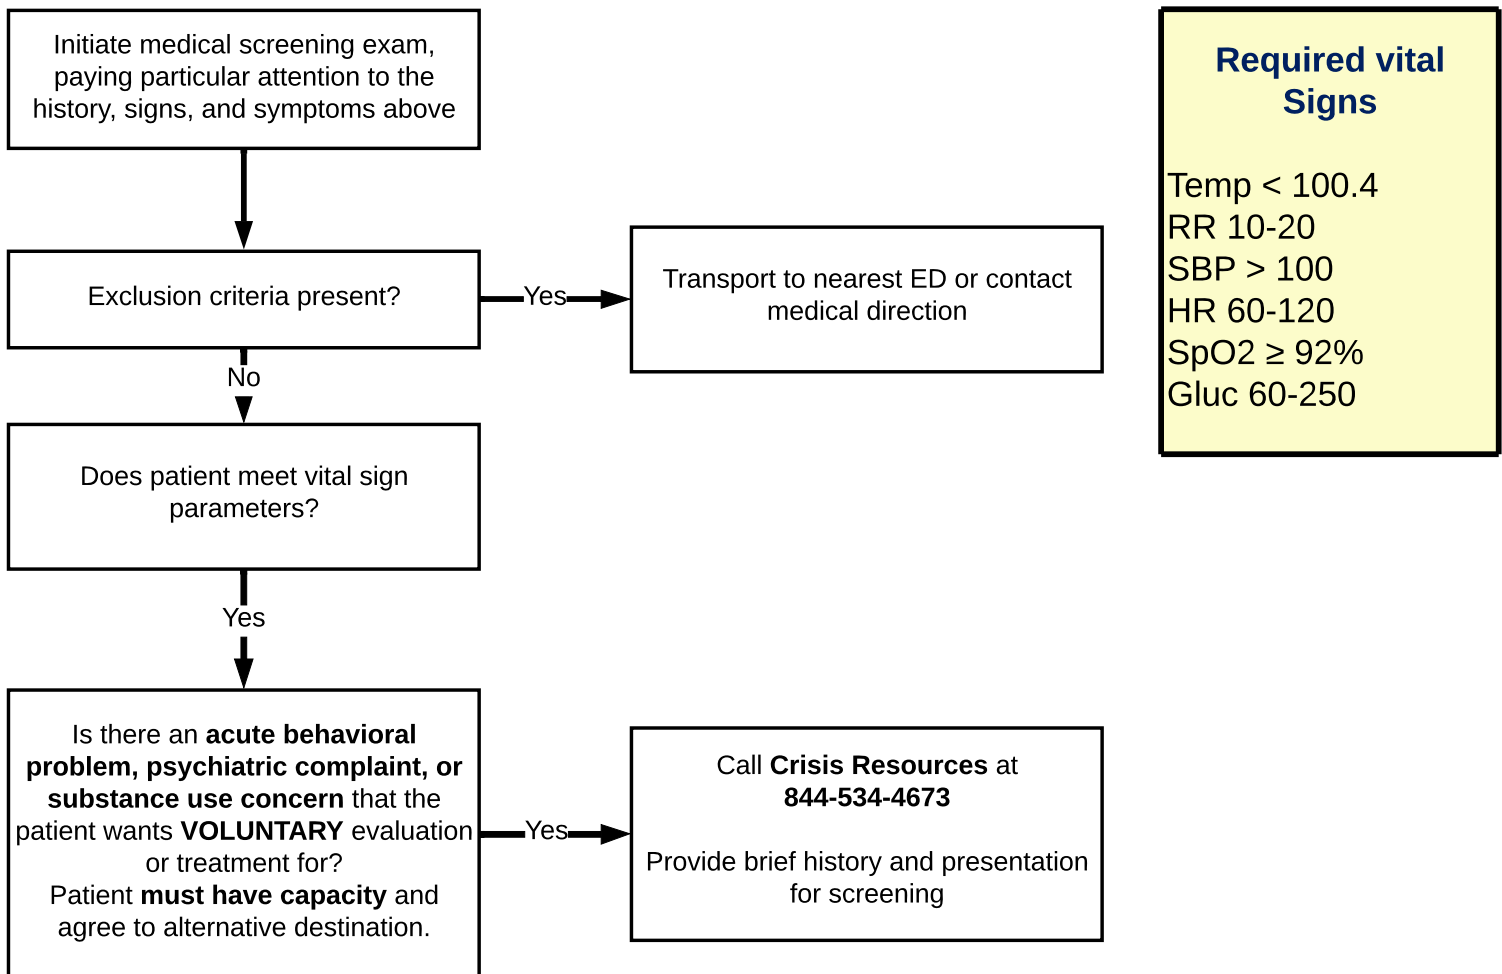 Initiate medical screening exam,
paying particular attention to the
history, signs, and symptoms above
Exclusion criteria present?
Yes
Transport to nearest ED or contact
medical direction
No
Does patient meet vital sign
parameters?
Yes
Is there an acute behavioral
problem, psychiatric complaint, or
substance use concern that the
patient wants VOLUNTARY evaluation
or treatment for?
Patient must have capacity and
agree to alternative destination.
Yes
Call Crisis Resources at
844-534-4673
Provide brief history and presentation
for screening
Required vital
Signs
Temp < 100.4
RR 10-20
SBP > 100
HR 60-120
SpO2 ≥ 92%
Gluc 60-250